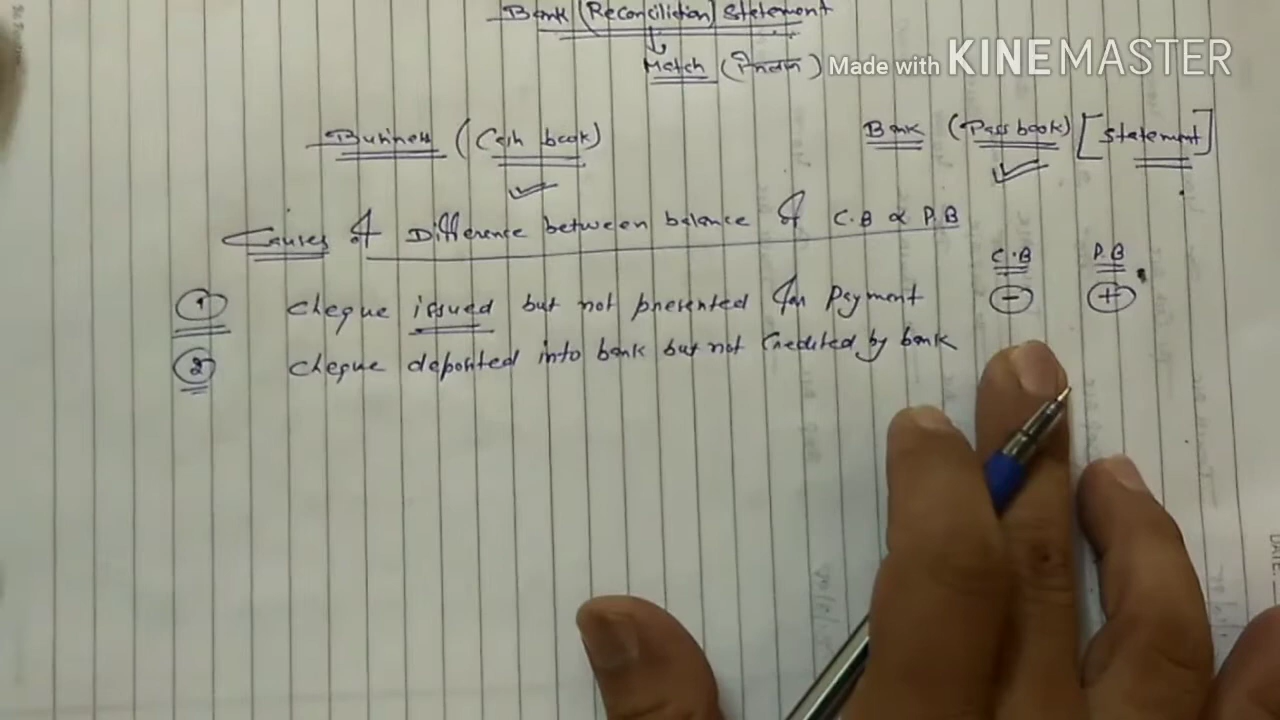 Bank (Reconciliation) Statement
Match (मिलान) Made with KINEMASTER
Business (Cash book) Bank (Pass book) [Statement]
Causes of Difference between balance of C.B & P.B
C.B P.B
1 cheque issued but not presented for Payment - +
2 cheque deposited into bank but not credited by bank
DATE: